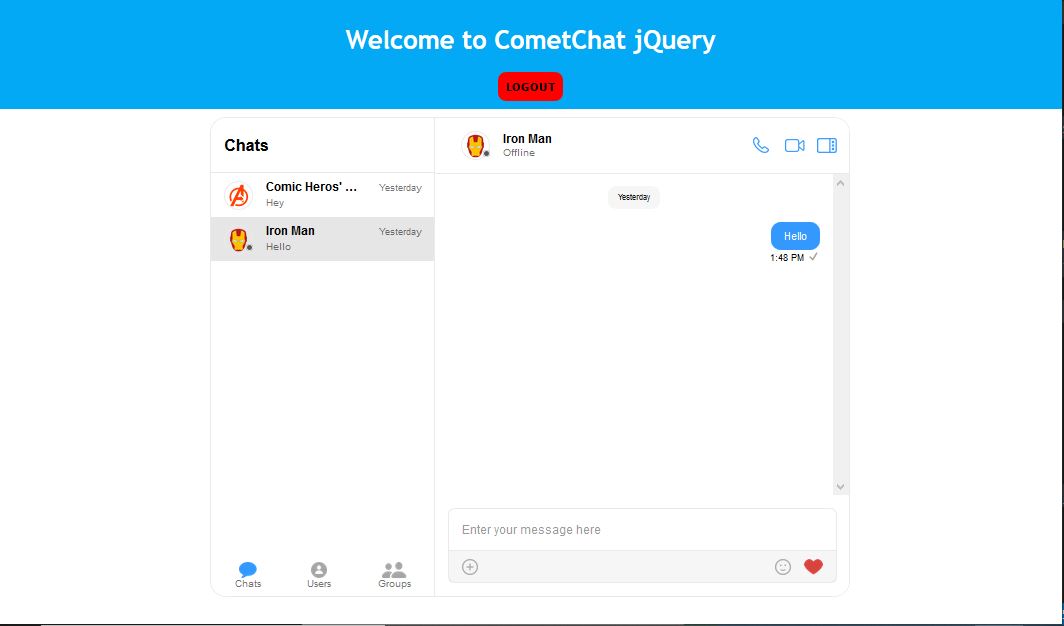 Welcome to CometChat jQuery
LOGOUT
Chats
Comic Heros' ... Yesterday
Hey
Iron Man Yesterday
Hello
Chats Users Groups
Iron Man
Offline
Yesterday
Hello
1:48 PM
Enter your message here